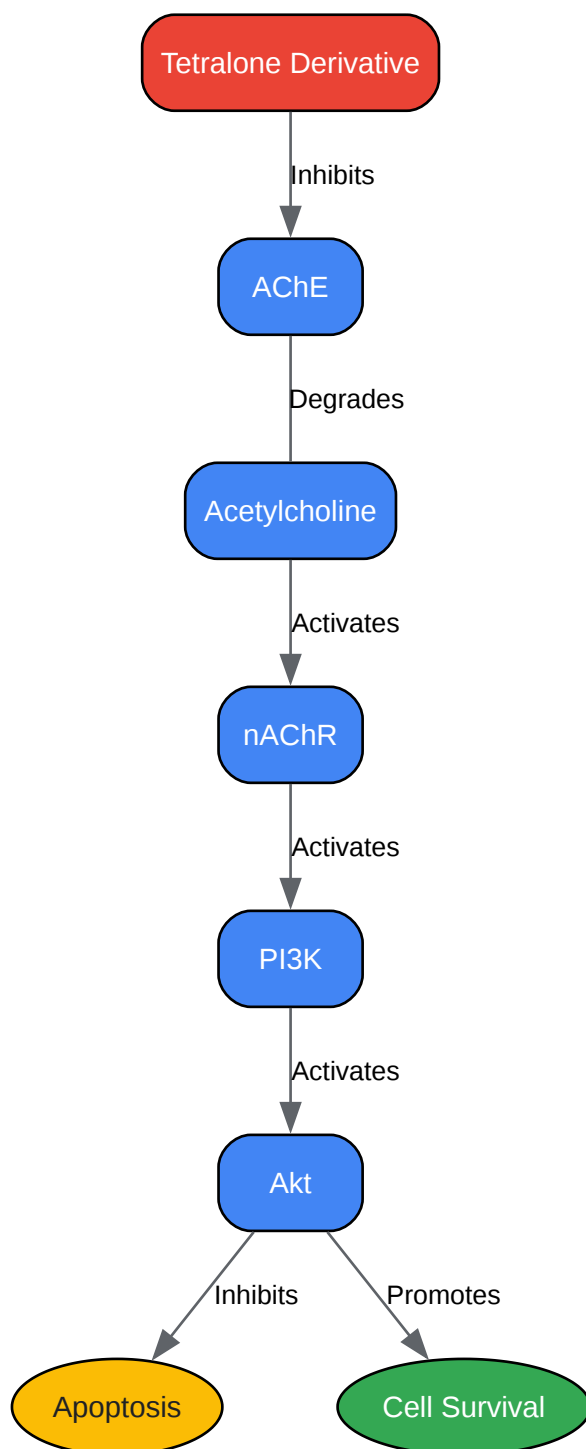 Tetralone Derivative
Inhibits
AChE
Degrades
Acetylcholine
Activates
nAChR
Activates
PI3K
Activates
Akt
Inhibits
Promotes
Apoptosis
Cell Survival